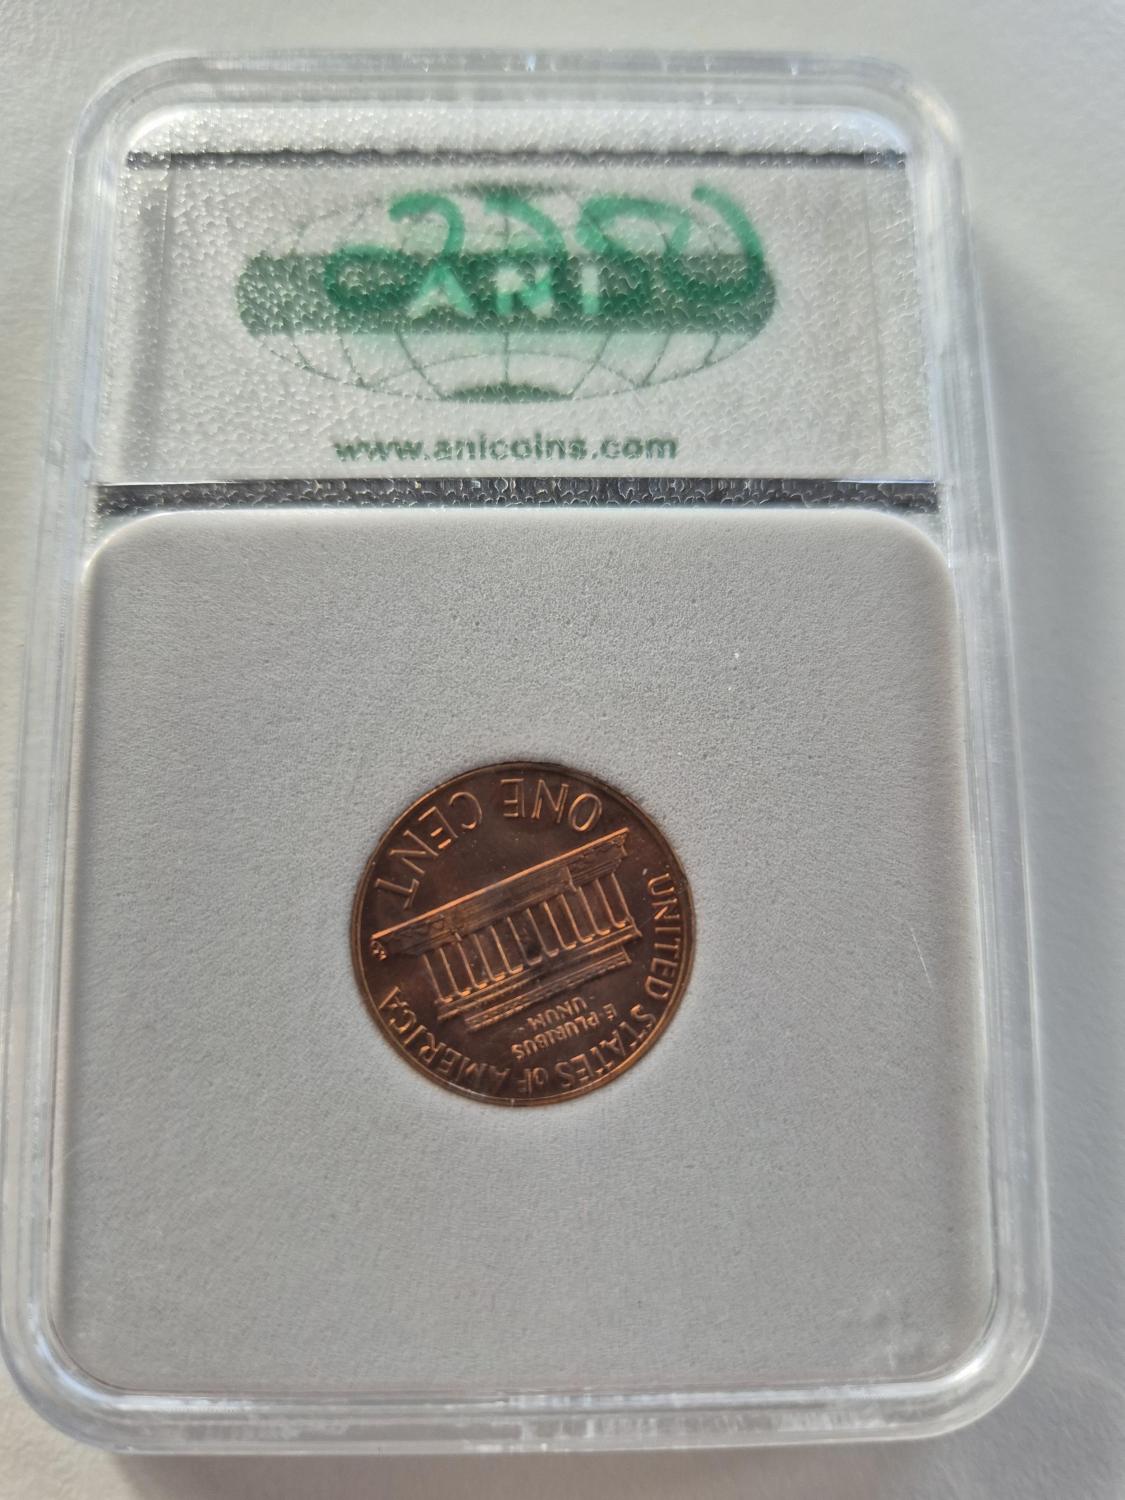 ANI
www.anicoins.com
ONE CENT
E PLURIBUS
UNUM
UNITED STATES OF AMERICA